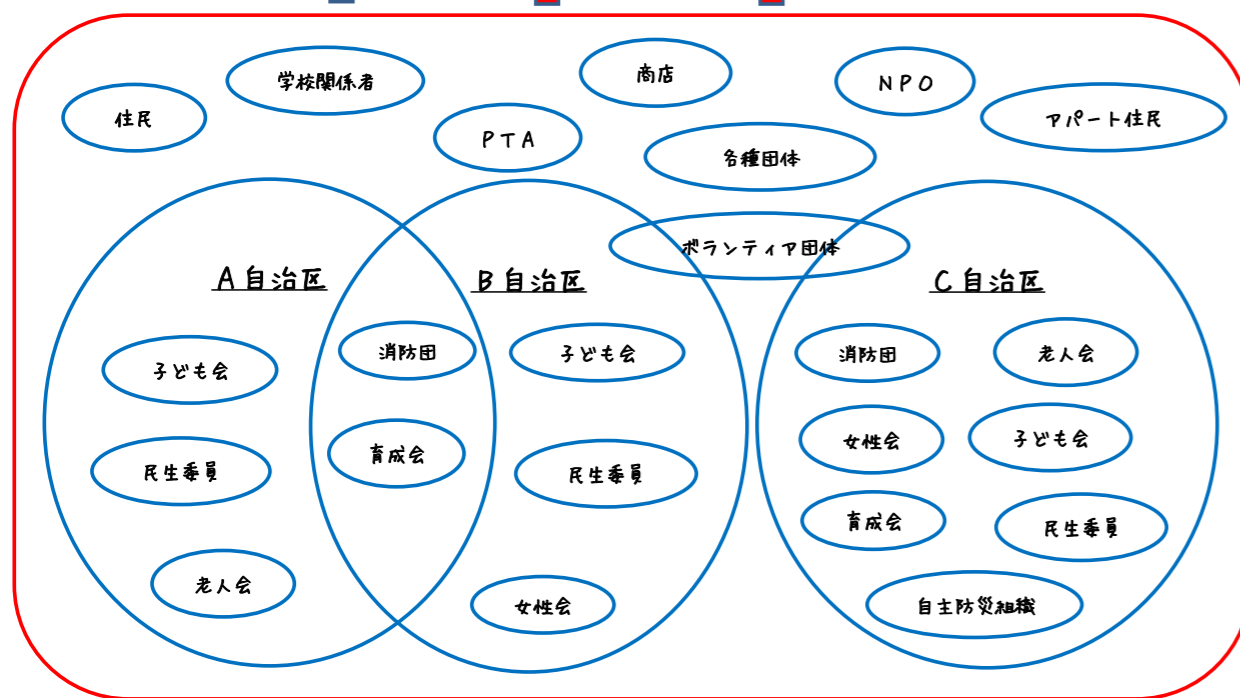 学校関係者
商店
NPO
住民
アパート住民
PTA
各種団体
ボランティア団体
A自治区
B自治区
C自治区
消防団
子ども会
消防団
老人会
子ども会
育成会
女性会
子ども会
民生委員
民生委員
育成会
民生委員
老人会
女性会
自主防災組織